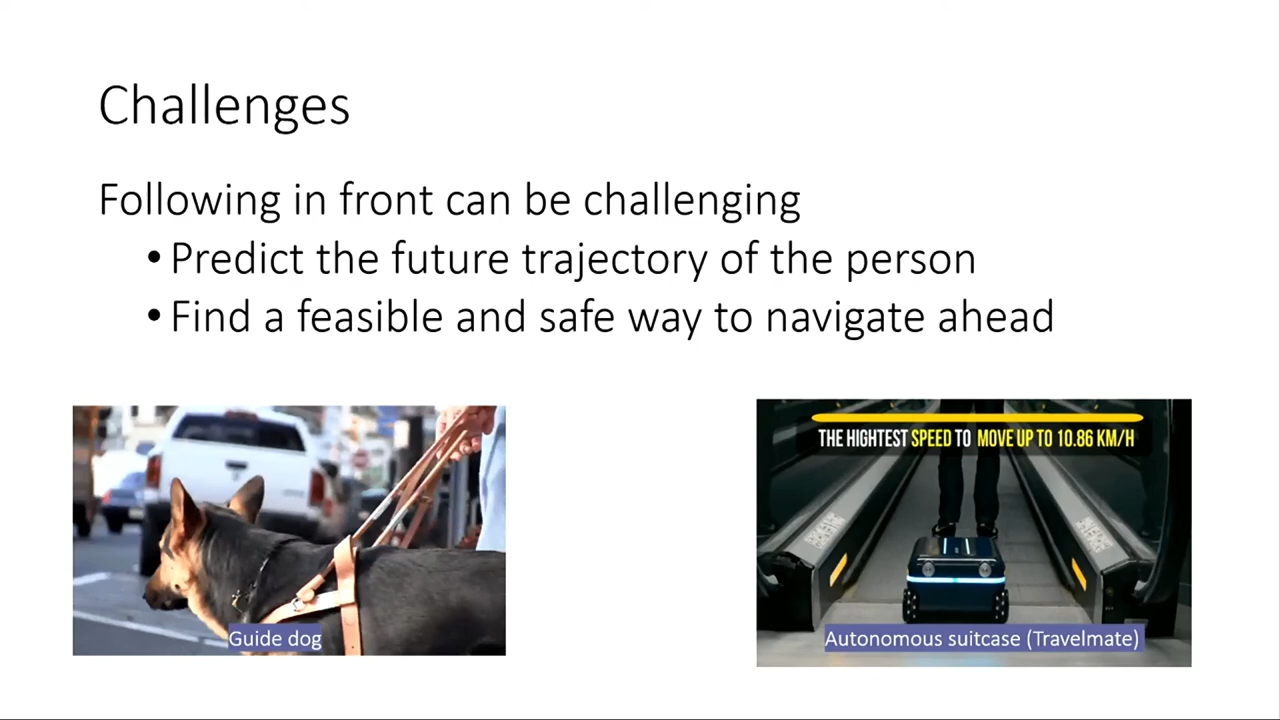 Challenges
Following in front can be challenging
• Predict the future trajectory of the person
• Find a feasible and safe way to navigate ahead
THE HIGHTEST SPEED TO MOVE UP TO 10.86 KM/H
Guide dog
Autonomous suitcase (Travelmate)